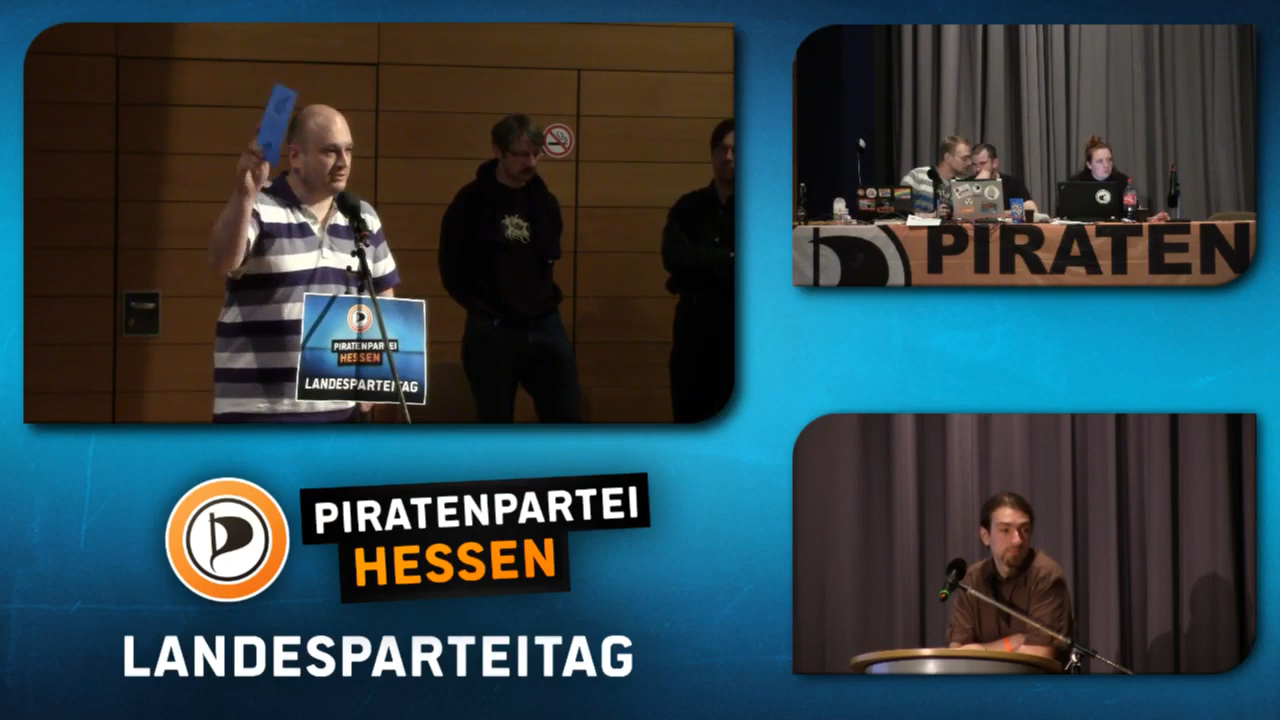 PIRATENPARTEI
HESSEN
LANDESPARTEITAG
PIRATEN
PIRATENPARTEI
HESSEN
LANDESPARTEITAG